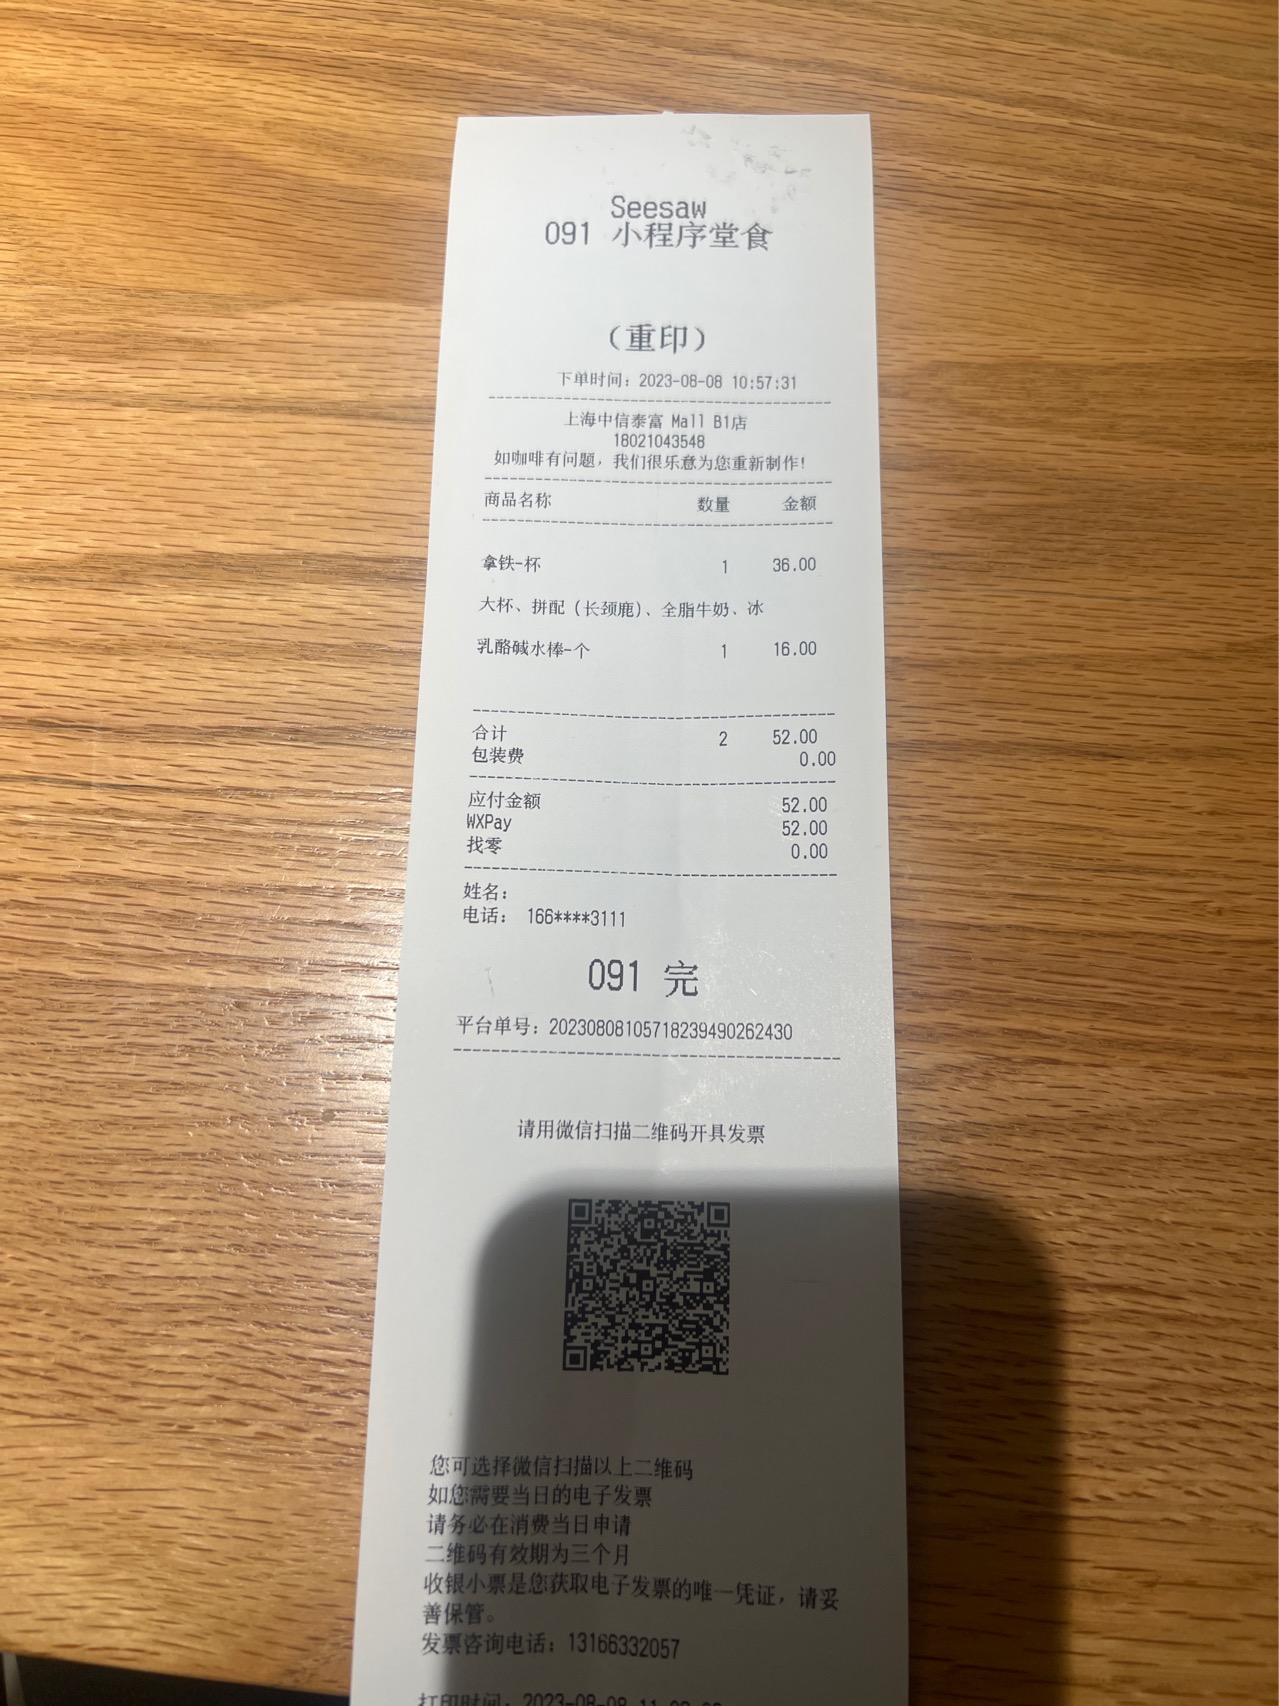 Seesaw
091 小程序堂食
（重印）
下单时间：2023-08-08 10:57:31
上海中信泰富 Mall B1店
18021043548
如咖啡有问题，我们很乐意为您重新制作！
商品名称 数量 金额
拿铁-杯 1 36.00
大杯、拼配（长颈鹿）、全脂牛奶、冰
乳酪碱水棒-个 1 16.00
合计 2 52.00
包装费 0.00
应付金额 52.00
WXPay 52.00
找零 0.00
姓名：
电话： 166****3111
091 完
平台单号：20230808105718239490262430
请用微信扫描二维码开具发票
您可选择微信扫描以上二维码
如您需要当日的电子发票
请务必在消费当日申请
二维码有效期为三个月
收银小票是您获取电子发票的唯一凭证，请妥
善保管。
发票咨询电话：13166332057
打印时间：2023-08-08